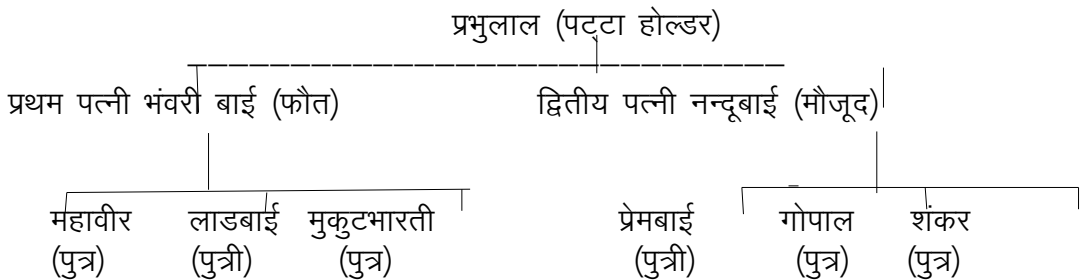 प्रभुलाल (पट्टा होल्डर)
प्रथम पत्नी भंवरी बाई (फौत) द्वितीय पत्नी नन्दूबाई (मौजूद)
महावीर लाडबाई मुकुटभारती प्रेमबाई गोपाल शंकर
(पुत्र) (पुत्री) (पुत्र) (पुत्री) (पुत्र) (पुत्र)